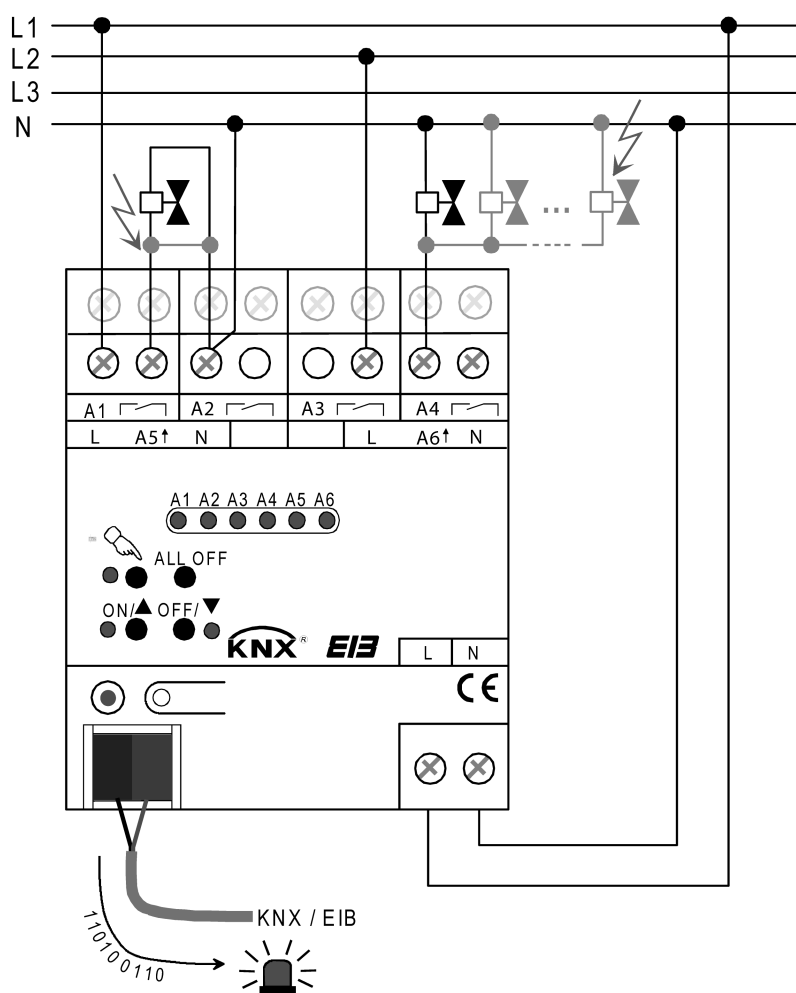 L1
L2
L3
N
...
A1 A2 A3 A4
L A5↑ N L A6↑ N
A1 A2 A3 A4 A5 A6
ALL OFF
ON/▲ OFF/▼
KNX® EIB
L N
CE
KNX / EIB
110100110